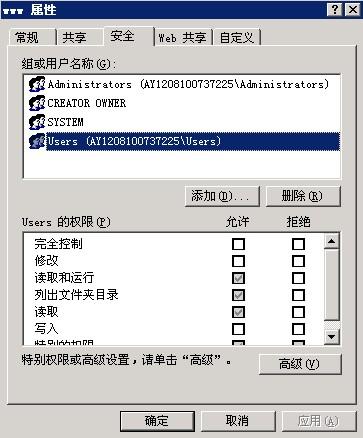 www 属性
常规 共享 安全 Web 共享 自定义
组或用户名称(G):
Administrators (AY1208100737225\Administrators)
CREATOR OWNER
SYSTEM
Users (AY1208100737225\Users)
添加(D)... 删除(R)
Users 的权限(P) 允许 拒绝
完全控制
修改
读取和运行
列出文件夹目录
读取
写入
特别的权限
特别权限或高级设置，请单击“高级”。 高级(V)
确定 取消 应用(A)